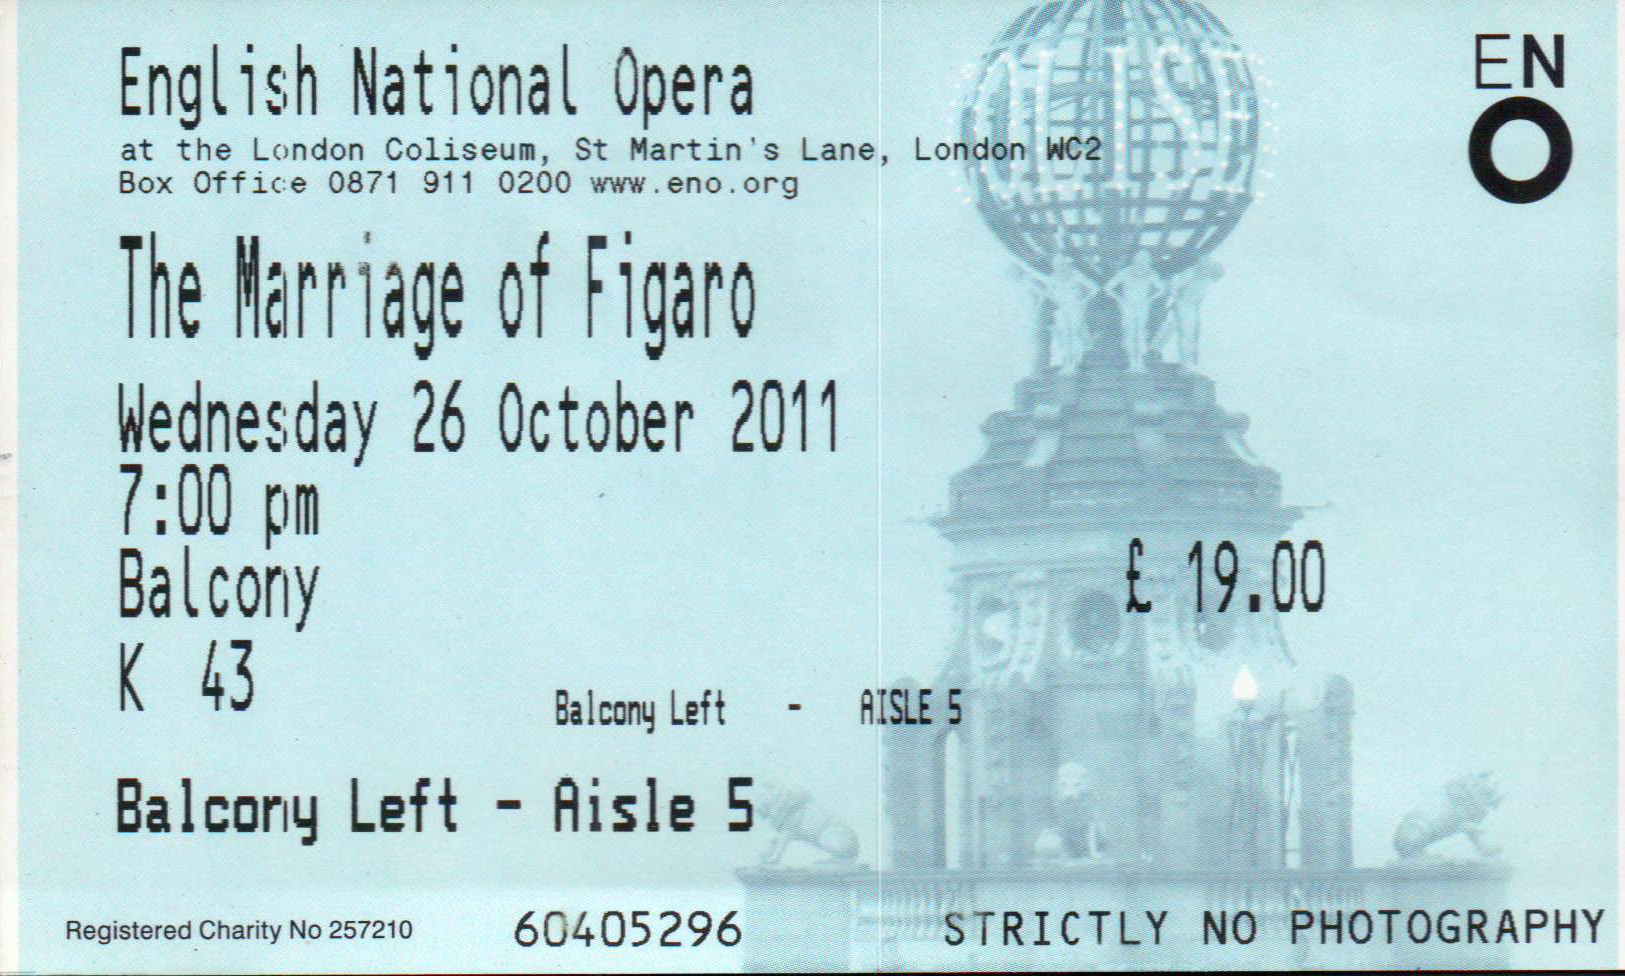 English National Opera
at the London Coliseum, St Martin's Lane, London WC2
Box Office 0871 911 0200 www.eno.org
ENO
The Marriage of Figaro
Wednesday 26 October 2011
7:00 pm
Balcony
£ 19.00
K 43
Balcony Left - AISLE 5
Balcony Left - Aisle 5
Registered Charity No 257210
60405296
STRICTLY NO PHOTOGRAPHY